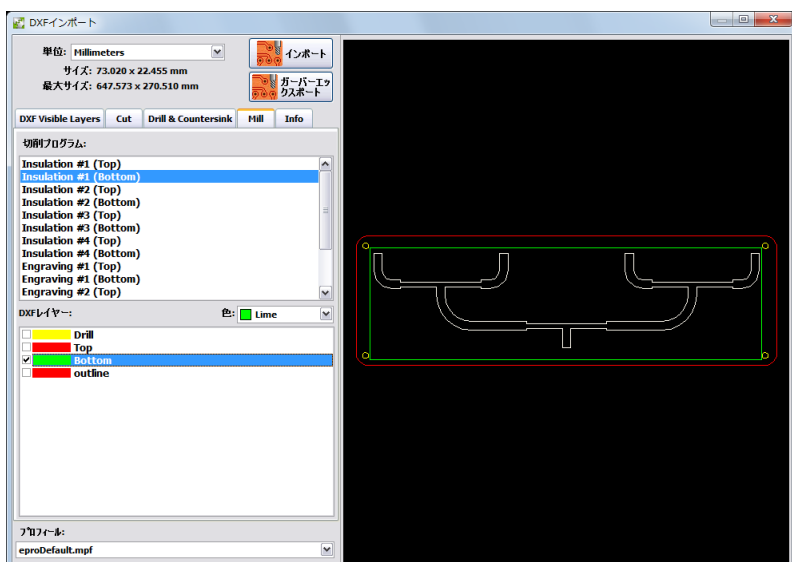 DXFインポート
単位: Millimeters
インポート
サイズ: 73.020 x 22.455 mm
最大サイズ: 647.573 x 270.510 mm
ガーバーエッ
クスポート
DXF Visible Layers Cut Drill & Countersink Mill Info
切削プログラム:
Insulation #1 (Top)
Insulation #1 (Bottom)
Insulation #2 (Top)
Insulation #2 (Bottom)
Insulation #3 (Top)
Insulation #3 (Bottom)
Insulation #4 (Top)
Insulation #4 (Bottom)
Engraving #1 (Top)
Engraving #1 (Bottom)
Engraving #2 (Top)
DXFレイヤー: 色: Lime
Drill
Top
Bottom
outline
プロフィール:
eproDefault.mpf